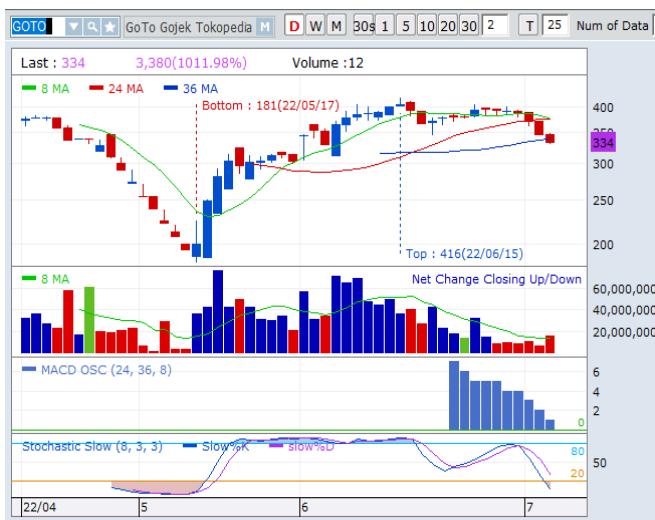 GOTO GoTo Gojek Tokopedia M D W M 30s 1 5 10 20 30 2 T 25 Num of Data
Last : 334 3,380(1011.98%) Volume :12
8 MA 24 MA 36 MA
Bottom : 181(22/05/17)
400
334
300
250
200
Top : 416(22/06/15)
8 MA Net Change Closing Up/Down
60,000,000
40,000,000
20,000,000
MACD OSC (24, 36, 8)
6
4
2
0
Stochastic Slow (8, 3, 3) Slow%K slow%D
80
50
20
22/04 5 6 7